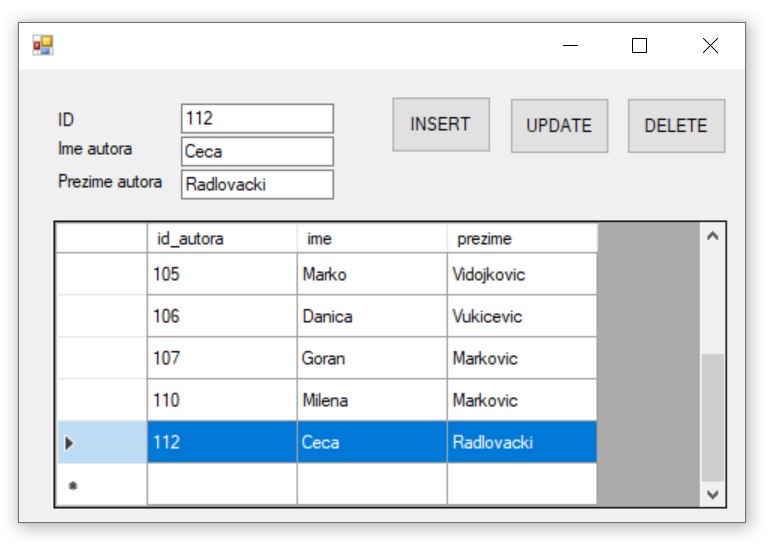 ID 112 INSERT UPDATE DELETE
Ime autora Ceca
Prezime autora Radlovacki
id_autora ime prezime
105 Marko Vidojkovic
106 Danica Vukicevic
107 Goran Markovic
110 Milena Markovic
112 Ceca Radlovacki